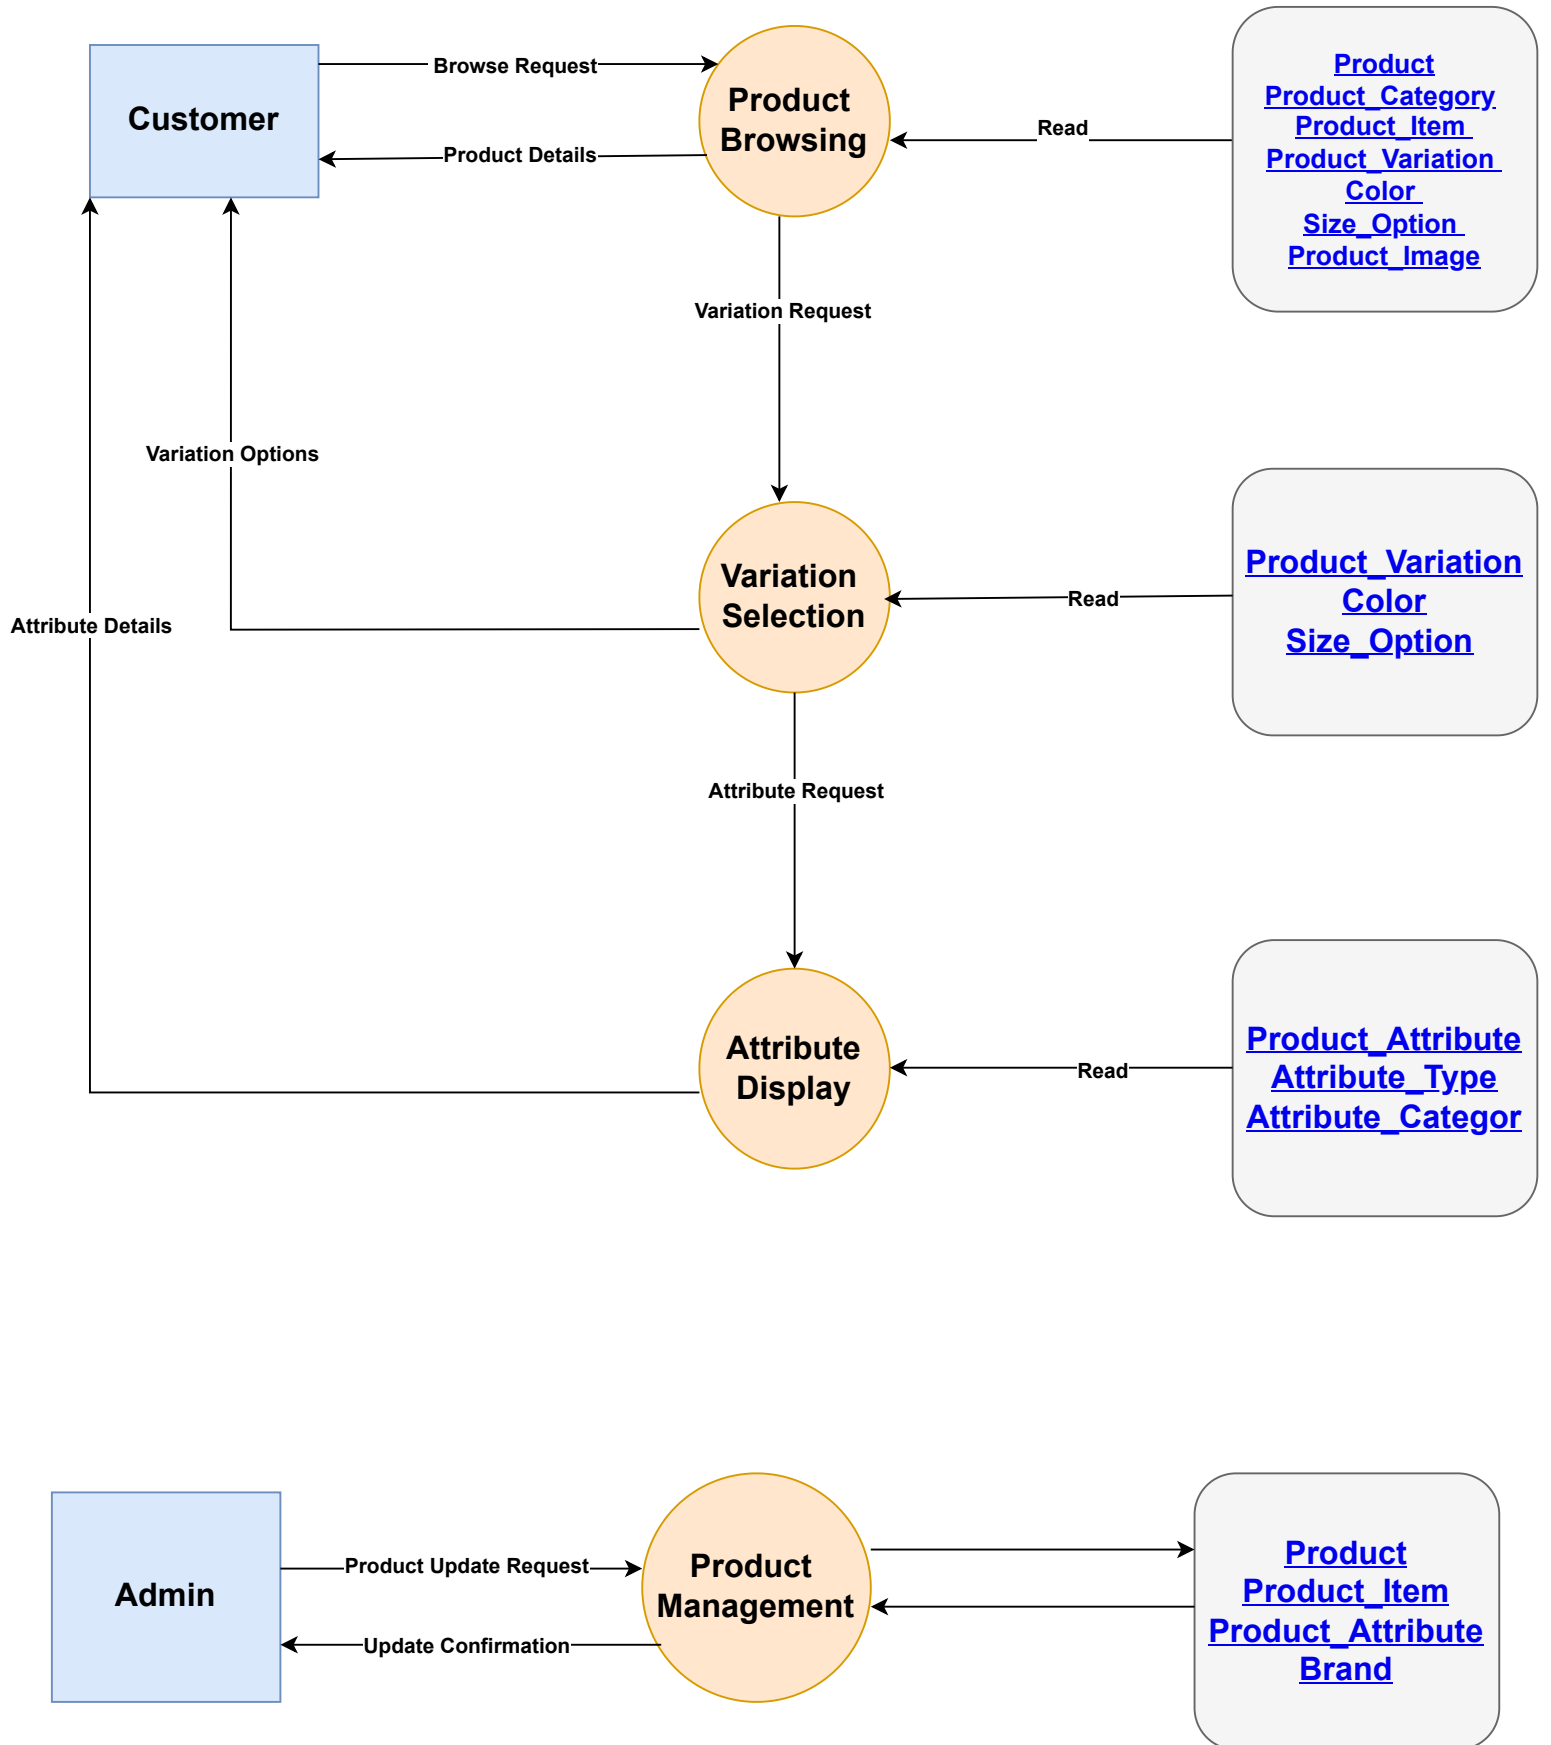 Customer
Browse Request
Product Details
Product
Browsing
Read
Product
Product_Category
Product_Item
Product_Variation
Color
Size_Option
Product_Image
Variation Request
Variation Options
Attribute Details
Variation
Selection
Read
Product_Variation
Color
Size_Option
Attribute Request
Attribute
Display
Read
Product_Attribute
Attribute_Type
Attribute_Categor
Admin
Product Update Request
Update Confirmation
Product
Management
Product
Product_Item
Product_Attribute
Brand